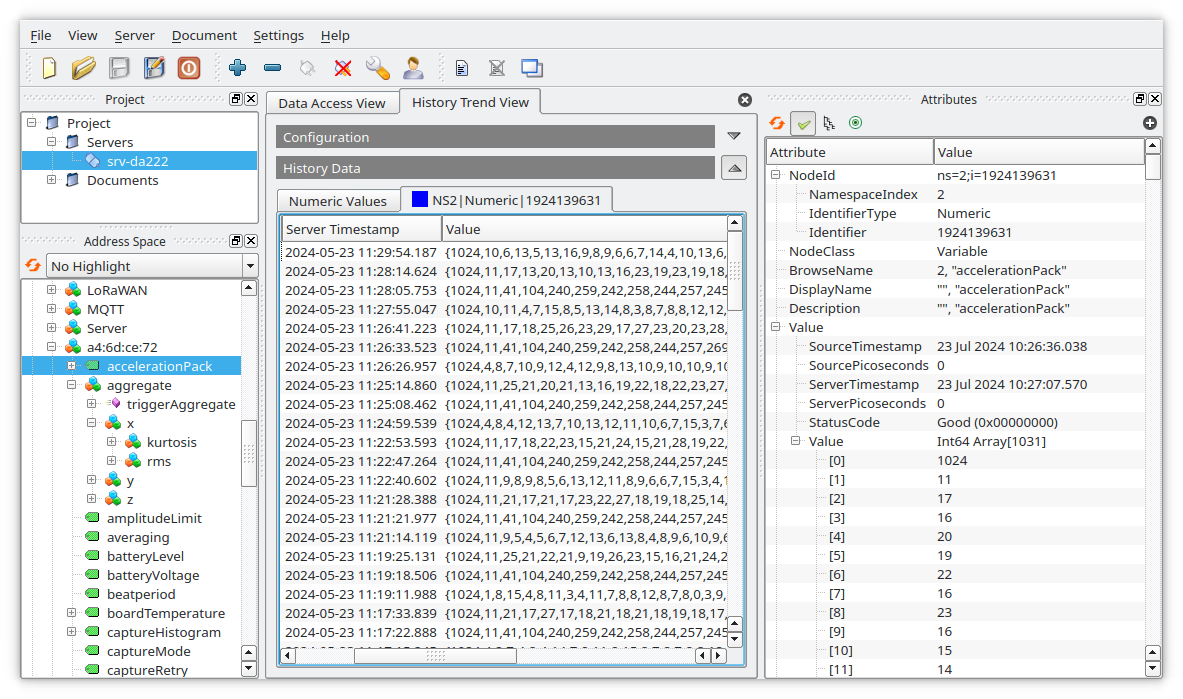 File View Server Document Settings Help
Project
Project
Servers
srv-da222
Documents
Address Space
No Highlight
LoRaWAN
MQTT
Server
a4:6d:ce:72
accelerationPack
aggregate
triggerAggregate
x
kurtosis
rms
y
z
amplitudeLimit
averaging
batteryLevel
batteryVoltage
beatperiod
boardTemperature
captureHistogram
captureMode
captureRetry
Data Access View History Trend View
Configuration
History Data
Numeric Values NS2|Numeric|1924139631
Server Timestamp Value
2024-05-23 11:29:54.187 {1024,10,6,13,5,13,16,9,8,9,6,6,7,14,4,10,13,6,
2024-05-23 11:28:14.624 {1024,11,17,13,20,13,10,13,16,23,19,23,19,18,
2024-05-23 11:28:05.753 {1024,11,41,104,240,259,242,258,244,257,245
2024-05-23 11:27:55.047 {1024,10,11,4,7,15,8,5,13,14,8,3,8,7,8,8,12,12,
2024-05-23 11:26:41.223 {1024,11,17,18,25,26,23,29,17,27,23,20,23,28,
2024-05-23 11:26:33.523 {1024,11,41,104,240,259,242,258,244,257,269
2024-05-23 11:26:26.957 {1024,4,8,7,10,9,12,4,12,9,8,13,10,9,10,10,9,10
2024-05-23 11:25:14.860 {1024,11,25,21,20,21,13,16,19,22,18,22,23,27,
2024-05-23 11:25:08.462 {1024,11,41,104,240,259,242,258,244,257,245
2024-05-23 11:24:59.539 {1024,4,8,4,12,13,7,10,13,12,11,10,6,7,15,3,7,6
2024-05-23 11:22:53.593 {1024,11,17,18,22,23,15,21,24,15,21,28,19,22,
2024-05-23 11:22:47.264 {1024,11,41,104,240,259,242,258,244,257,245
2024-05-23 11:22:40.602 {1024,11,9,8,9,8,5,6,13,12,11,8,9,6,6,7,15,3,4,1
2024-05-23 11:21:28.388 {1024,11,21,17,21,17,23,22,27,18,19,18,25,14,
2024-05-23 11:21:21.977 {1024,11,41,104,240,259,242,258,244,257,245
2024-05-23 11:21:14.119 {1024,11,9,5,4,5,6,7,12,13,6,13,8,4,8,9,6,10,9,6
2024-05-23 11:19:25.131 {1024,11,25,21,22,21,9,19,26,23,15,16,21,24,2
2024-05-23 11:19:18.506 {1024,11,41,104,240,259,242,258,244,257,245
2024-05-23 11:19:11.988 {1024,1,8,15,4,8,11,3,4,11,7,8,8,12,8,7,8,0,3,9,
2024-05-23 11:17:33.839 {1024,11,21,17,27,17,18,21,18,21,18,19,18,17,
2024-05-23 11:17:22.888 {1024,11,41,104,240,259,242,258,244,257,245
Attributes
Attribute Value
NodeId ns=2;i=1924139631
NamespaceIndex 2
IdentifierType Numeric
Identifier 1924139631
NodeClass Variable
BrowseName 2, "accelerationPack"
DisplayName "", "accelerationPack"
Description "", "accelerationPack"
Value
SourceTimestamp 23 Jul 2024 10:26:36.038
SourcePicoseconds 0
ServerTimestamp 23 Jul 2024 10:27:07.570
ServerPicoseconds 0
StatusCode Good (0x00000000)
Value Int64 Array[1031]
[0] 1024
[1] 11
[2] 17
[3] 16
[4] 20
[5] 19
[6] 22
[7] 16
[8] 23
[9] 16
[10] 15
[11] 14